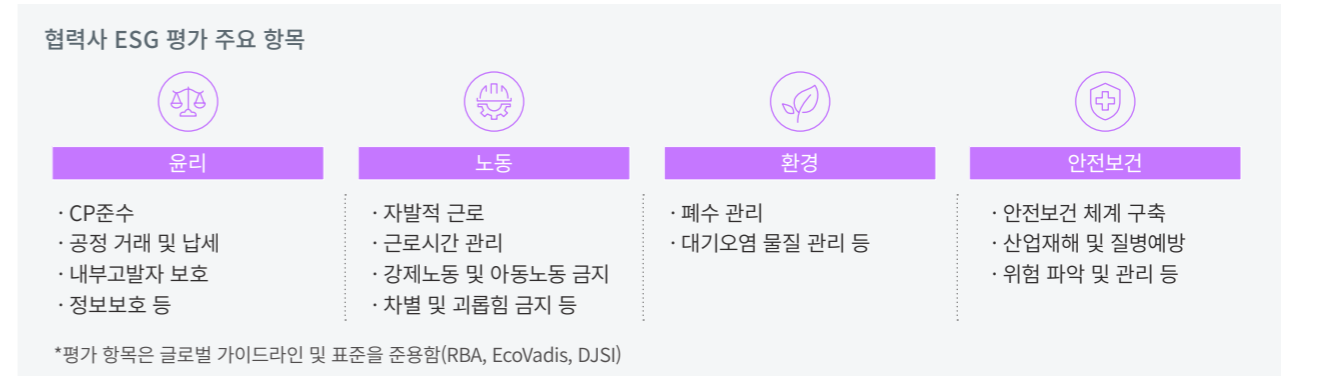 협력사 ESG 평가 주요 항목
윤리
· CP준수
· 공정 거래 및 납세
· 내부고발자 보호
· 정보보호 등
노동
· 자발적 근로
· 근로시간 관리
· 강제노동 및 아동노동 금지
· 차별 및 괴롭힘 금지 등
환경
· 폐수 관리
· 대기오염 물질 관리 등
안전보건
· 안전보건 체계 구축
· 산업재해 및 질병예방
· 위험 파악 및 관리 등
*평가 항목은 글로벌 가이드라인 및 표준을 준용함(RBA, EcoVadis, DJSI)